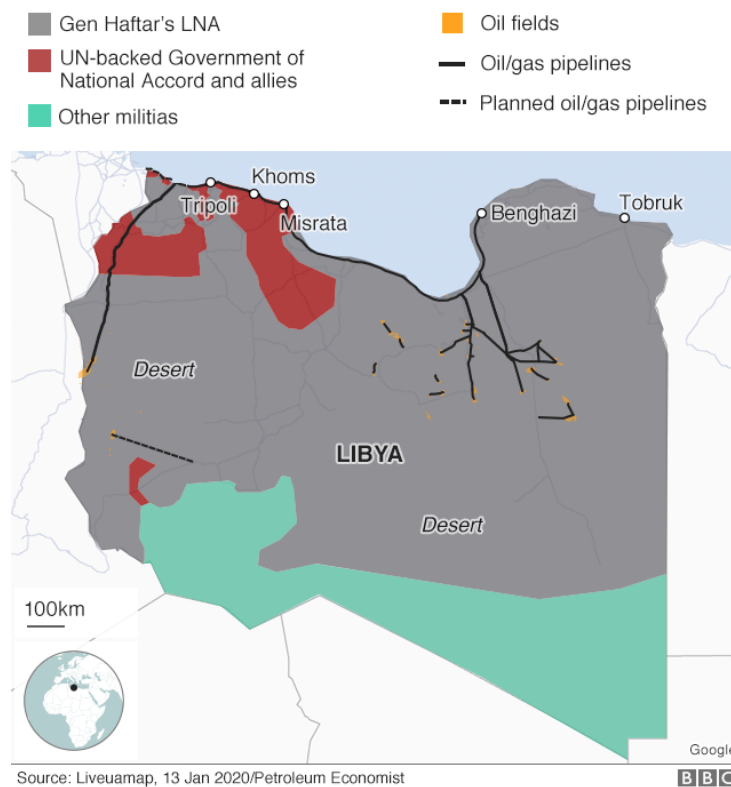 Gen Haftar's LNA
UN-backed Government of
National Accord and allies
Other militias
Oil fields
Oil/gas pipelines
Planned oil/gas pipelines
Khoms
Tripoli
Misrata
Benghazi
Tobruk
Desert
LIBYA
Desert
100km
Google
Source: Liveuamap, 13 Jan 2020/Petroleum Economist
BBC